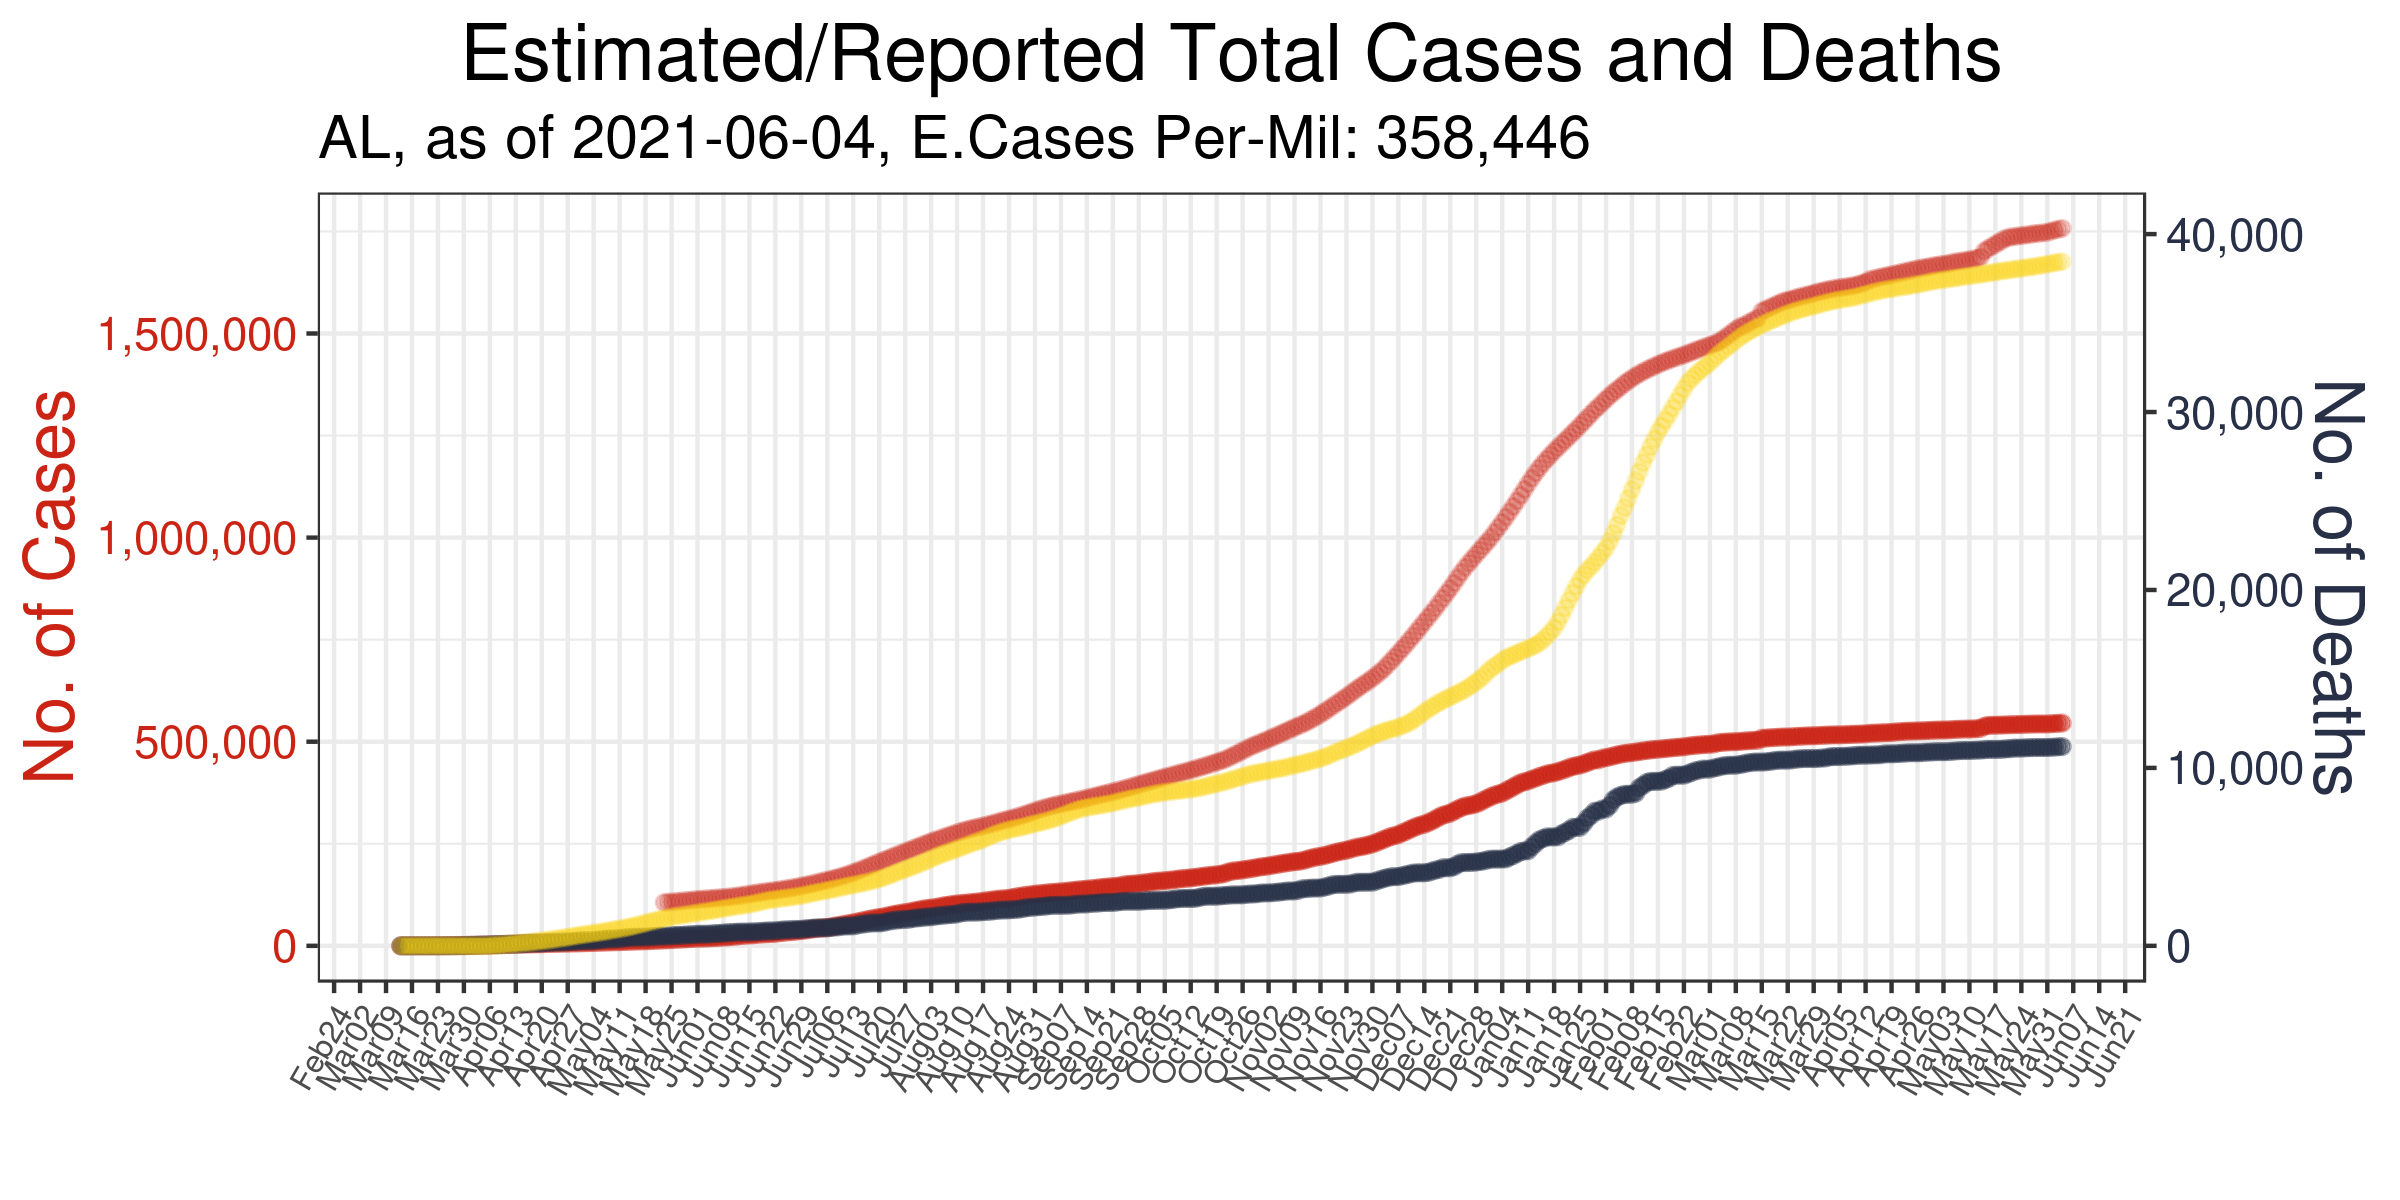 Estimated/Reported Total Cases and Deaths
AL, as of 2021-06-04, E.Cases Per-Mil: 358,446
No. of Cases
1,500,000
1,000,000
500,000
0
40,000
30,000
20,000
10,000
0
No. of Deaths
Feb24
Mar02
Mar09
Mar16
Mar23
Mar30
Apr06
Apr13
Apr20
Apr27
May04
May11
May18
May25
Jun01
Jun08
Jun15
Jun22
Jun29
Jul06
Jul13
Jul20
Jul27
Aug03
Aug10
Aug17
Aug24
Aug31
Sep07
Sep14
Sep21
Sep28
Oct05
Oct12
Oct19
Oct26
Nov02
Nov09
Nov16
Nov23
Nov30
Dec07
Dec14
Dec21
Dec28
Jan04
Jan11
Jan18
Jan25
Feb01
Feb08
Feb15
Feb22
Mar01
Mar08
Mar15
Mar22
Mar29
Apr05
Apr12
Apr19
Apr26
May03
May10
May17
May24
May31
Jun07
Jun14
Jun21